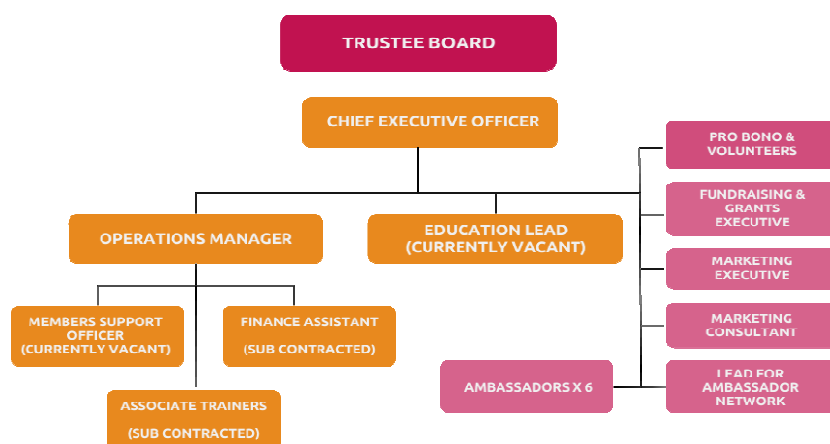 TRUSTEE BOARD
CHIEF EXECUTIVE OFFICER
PRO BONO &
VOLUNTEERS
FUNDRAISING &
GRANTS
EXECUTIVE
OPERATIONS MANAGER
EDUCATION LEAD
(CURRENTLY VACANT)
MARKETING
EXECUTIVE
MEMBERS SUPPORT
OFFICER
(CURRENTLY VACANT)
FINANCE ASSISTANT
(SUB CONTRACTED)
MARKETING
CONSULTANT
AMBASSADORS X 6
LEAD FOR
AMBASSADOR
NETWORK
ASSOCIATE TRAINERS
(SUB CONTRACTED)